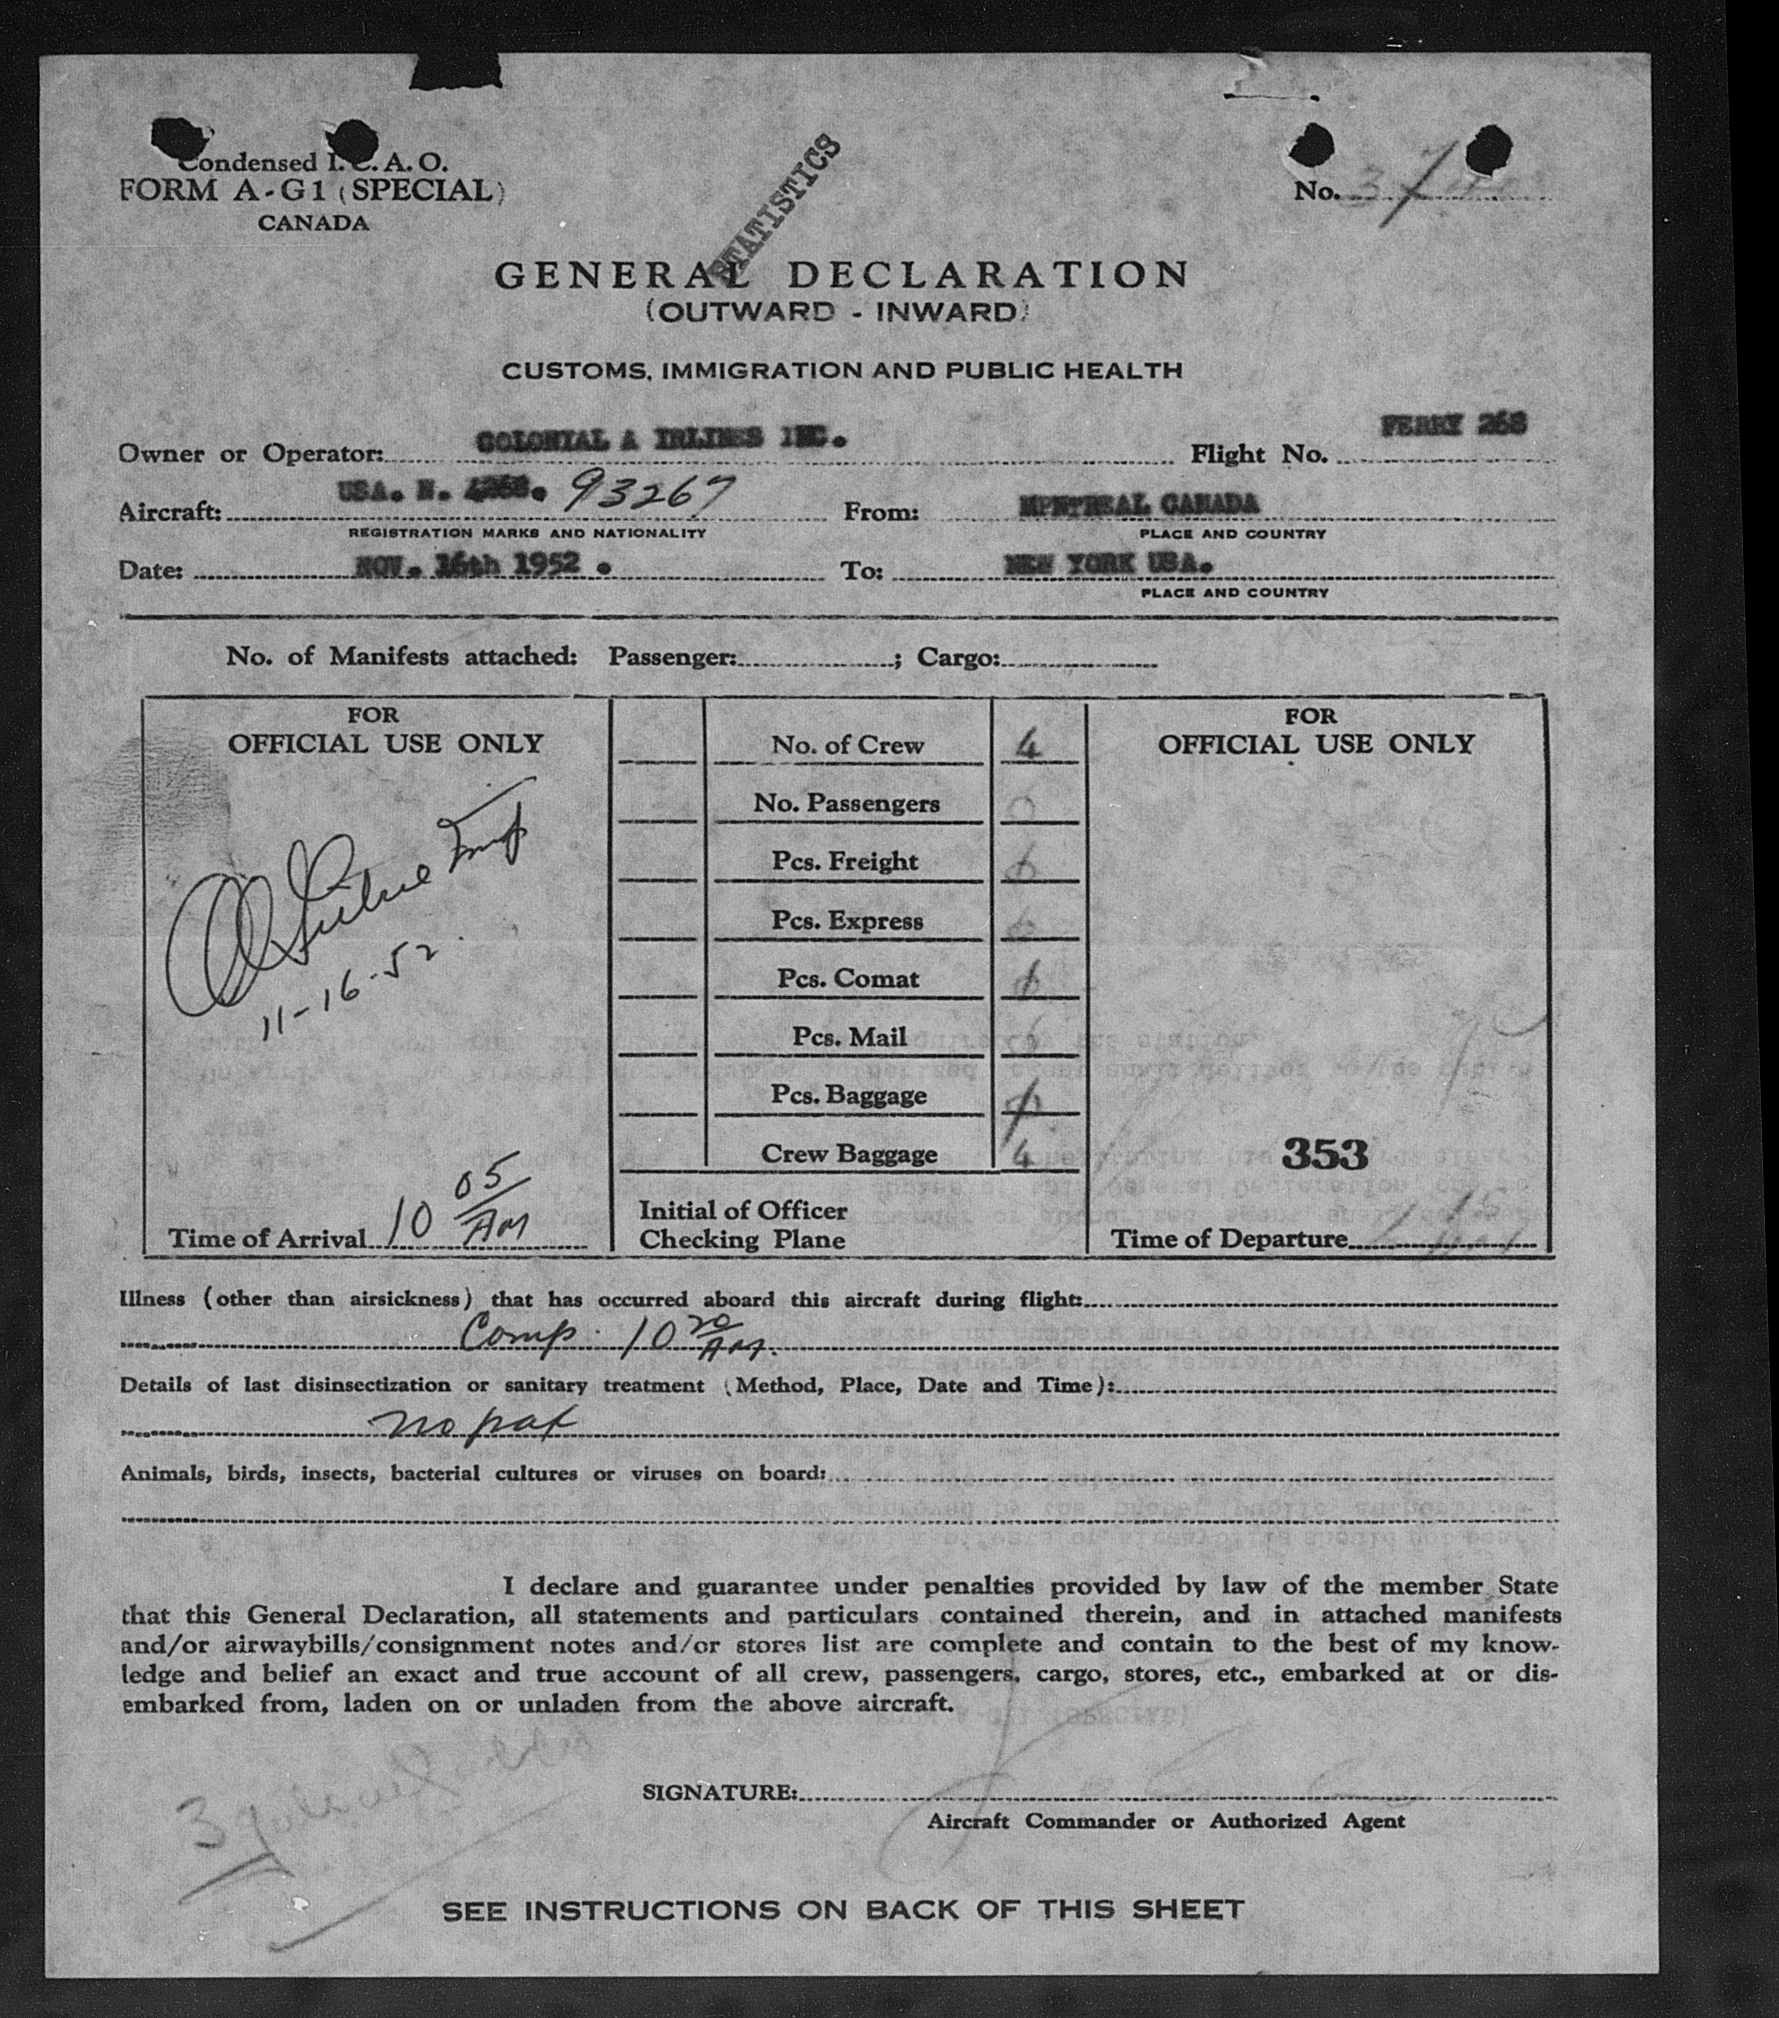 Condensed I.C.A.O.
FORM A-G1 (SPECIAL)
CANADA
STATISTICS
No.
GENERAL DECLARATION
(OUTWARD - INWARD)
CUSTOMS, IMMIGRATION AND PUBLIC HEALTH
Owner or Operator: COLONIAL A IRLINES INC. Flight No. FERRY 268
Aircraft: USA. N. 93267 From: MPNTREAL CANADA
REGISTRATION MARKS AND NATIONALITY PLACE AND COUNTRY
Date: NOV. 16th 1952 . To: NEW YORK USA.
PLACE AND COUNTRY
No. of Manifests attached: Passenger: ; Cargo:
FOR
OFFICIAL USE ONLY
11-16-52
Time of Arrival 10 05 AM
No. of Crew 4
No. Passengers 0
Pcs. Freight 0
Pcs. Express 0
Pcs. Comat 0
Pcs. Mail
Pcs. Baggage 0
Crew Baggage 4
Initial of Officer
Checking Plane
FOR
OFFICIAL USE ONLY
353
Time of Departure
Illness (other than airsickness) that has occurred aboard this aircraft during flight:
Comp. 10 20 AM.
Details of last disinsectization or sanitary treatment (Method, Place, Date and Time):
no pax
Animals, birds, insects, bacterial cultures or viruses on board:
I declare and guarantee under penalties provided by law of the member State
that this General Declaration, all statements and particulars contained therein, and in attached manifests
and/or airwaybills/consignment notes and/or stores list are complete and contain to the best of my know-
ledge and belief an exact and true account of all crew, passengers, cargo, stores, etc., embarked at or dis-
embarked from, laden on or unladen from the above aircraft.
SIGNATURE:
Aircraft Commander or Authorized Agent
SEE INSTRUCTIONS ON BACK OF THIS SHEET